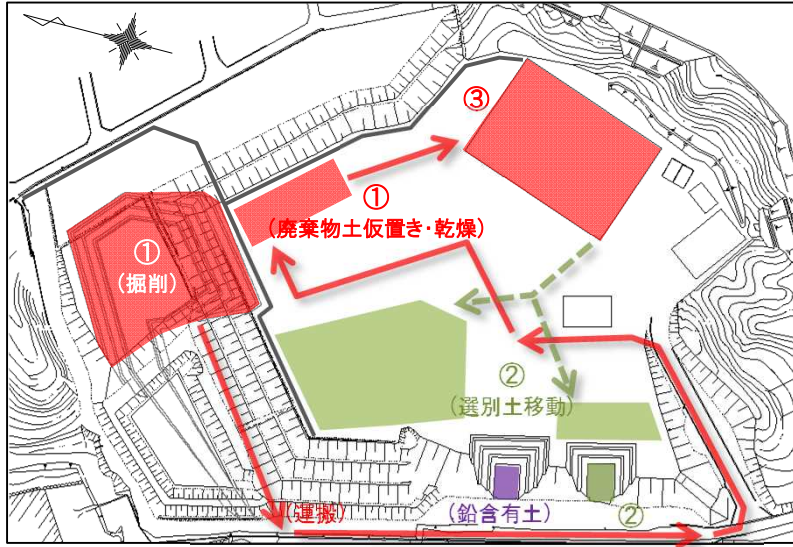 ③
①
(廃棄物土仮置き・乾燥)
①
(掘削)
②
(選別土移動)
(運搬)
(鉛含有土)
②